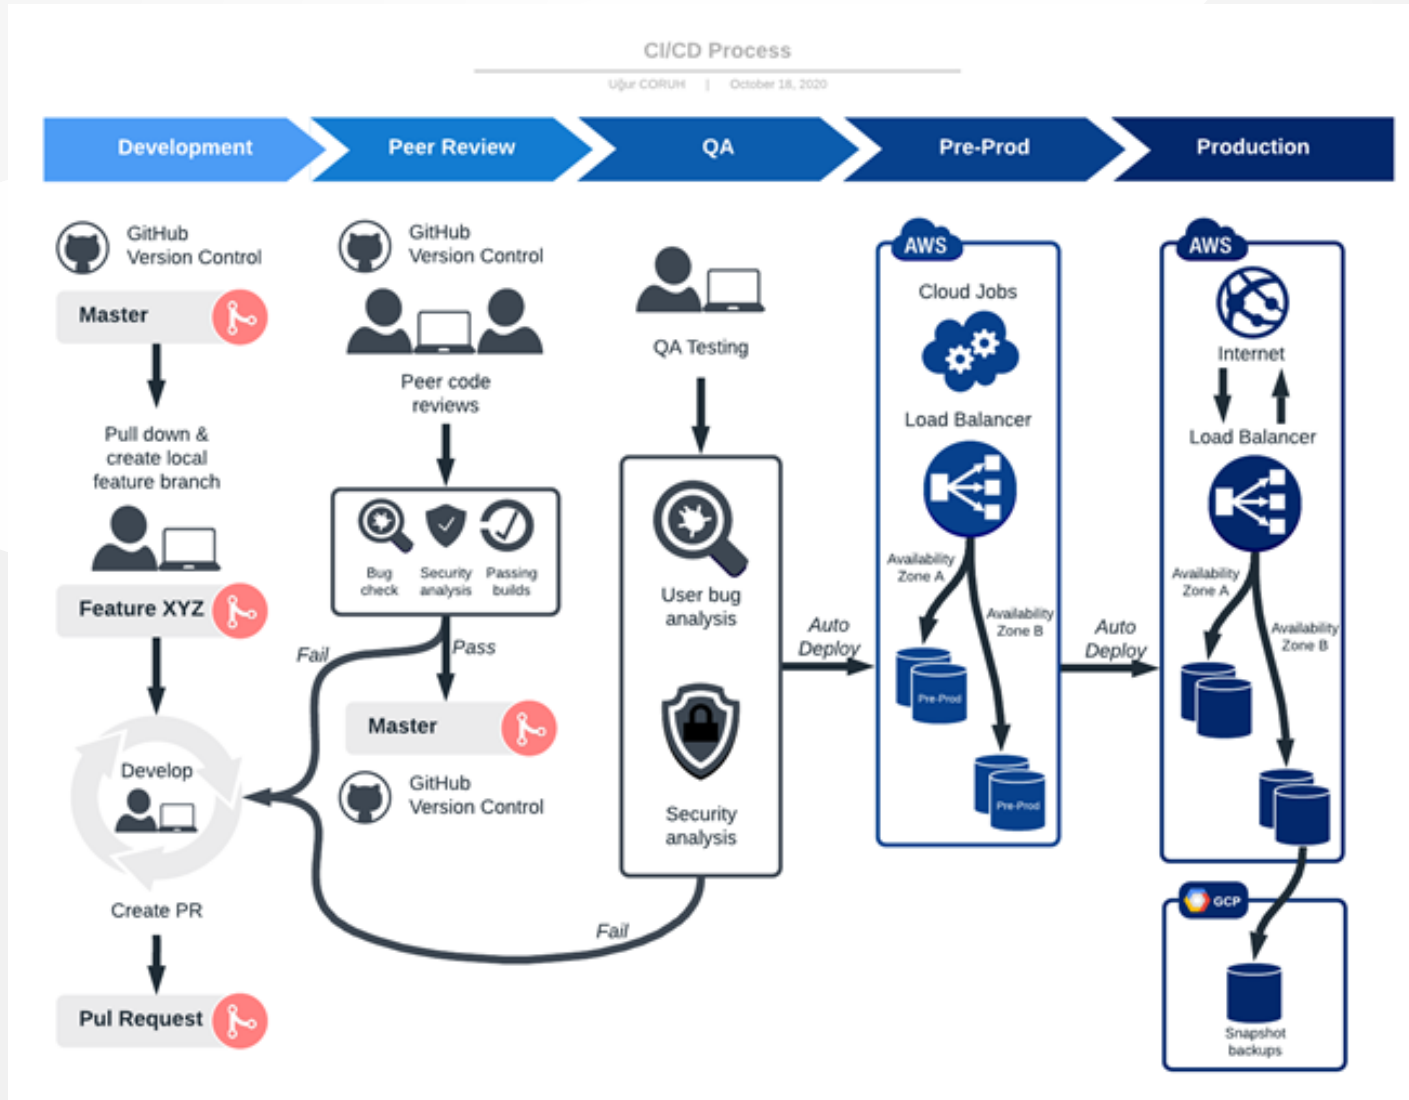 CI/CD Process
Uğur CORUH | October 18, 2020
Development
Peer Review
QA
Pre-Prod
Production
GitHub
Version Control
Master
Pull down &
create local
feature branch
Feature XYZ
Develop
Create PR
Pul Request
GitHub
Version Control
Peer code
reviews
Bug
check
Security
analysis
Passing
builds
Fail
Pass
Master
GitHub
Version Control
QA Testing
User bug
analysis
Security
analysis
Fail
Auto
Deploy
AWS
Cloud Jobs
Load Balancer
Availability
Zone A
Availability
Zone B
Pre-Prod
Pre-Prod
Auto
Deploy
AWS
Internet
Load Balancer
Availability
Zone A
Availability
Zone B
GCP
Snapshot
backups